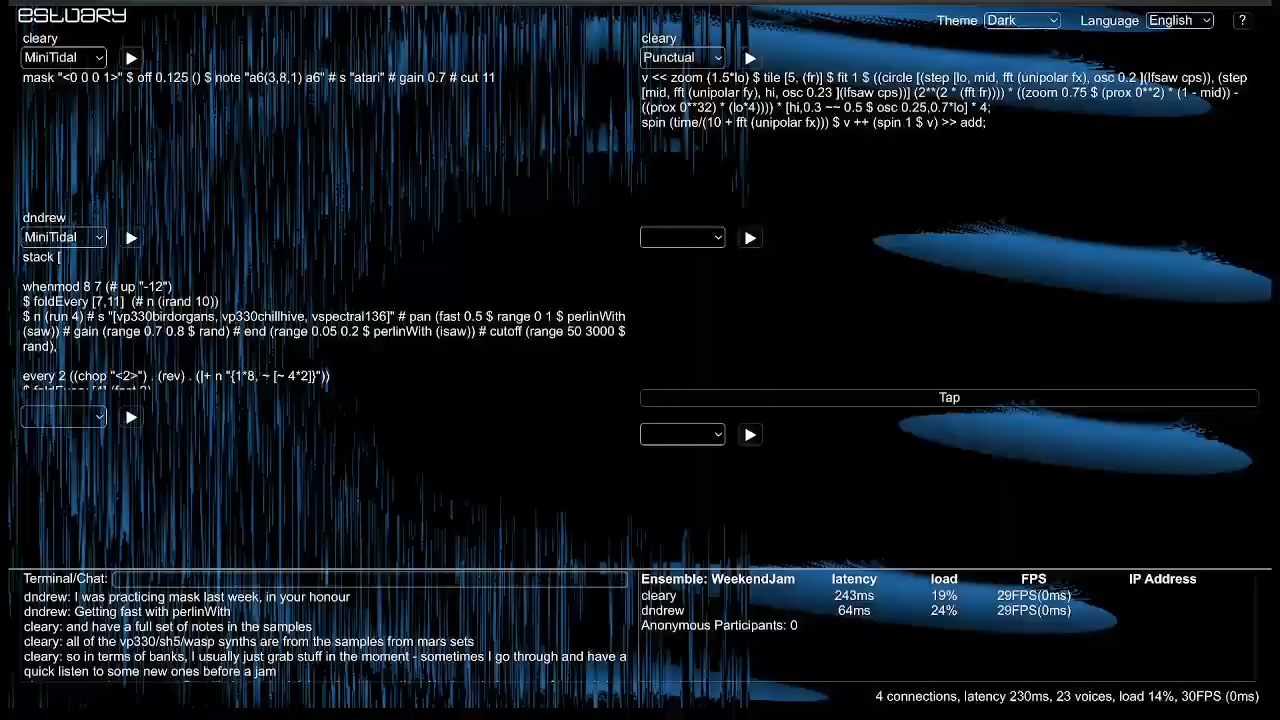 estuary
Theme Dark Language English ?
cleary
MiniTidal
mask "<0 0 0 1>" $ off 0.125 () $ note "a6(3,8,1) a6" # s "atari" # gain 0.7 # cut 11
cleary
Punctual
v << zoom (1.5*lo) $ tile [5, (fr)] $ fit 1 $ ((circle [(step [lo, mid, fft (unipolar fx), osc 0.2 ](lfsaw cps)), (step
[mid, fft (unipolar fy), hi, osc 0.23 ](lfsaw cps))] (2**(2 * (fft fr)))) * ((zoom 0.75 $ (prox 0**2) * (1 - mid)) -
((prox 0**32) * (lo*4)))) * [hi,0.3 ~~ 0.5 $ osc 0.25,0.7*lo] * 4;
spin (time/(10 + fft (unipolar fx))) $ v ++ (spin 1 $ v) >> add;
dndrew
MiniTidal
stack [
whenmod 8 7 (# up "-12")
$ foldEvery [7,11] (# n (irand 10))
$ n (run 4) # s "[vp330birdorgans, vp330chillhive, vspectral136]" # pan (fast 0.5 $ range 0 1 $ perlinWith
(saw)) # gain (range 0.7 0.8 $ rand) # end (range 0.05 0.2 $ perlinWith (isaw)) # cutoff (range 50 3000 $
rand),
every 2 ((chop "<2>") . (rev) . (|+ n "{1*8, ~ [~ 4*2]}"))
$ foldEvery [4] (fast 2)
Tap
Terminal/Chat:
dndrew: I was practicing mask last week, in your honour
dndrew: Getting fast with perlinWith
cleary: and have a full set of notes in the samples
cleary: all of the vp330/sh5/wasp synths are from the samples from mars sets
cleary: so in terms of banks, I usually just grab stuff in the moment - sometimes I go through and have a
quick listen to some new ones before a jam
Ensemble: WeekendJam latency load FPS IP Address
cleary 243ms 19% 29FPS(0ms)
dndrew 64ms 24% 29FPS(0ms)
Anonymous Participants: 0
4 connections, latency 230ms, 23 voices, load 14%, 30FPS (0ms)